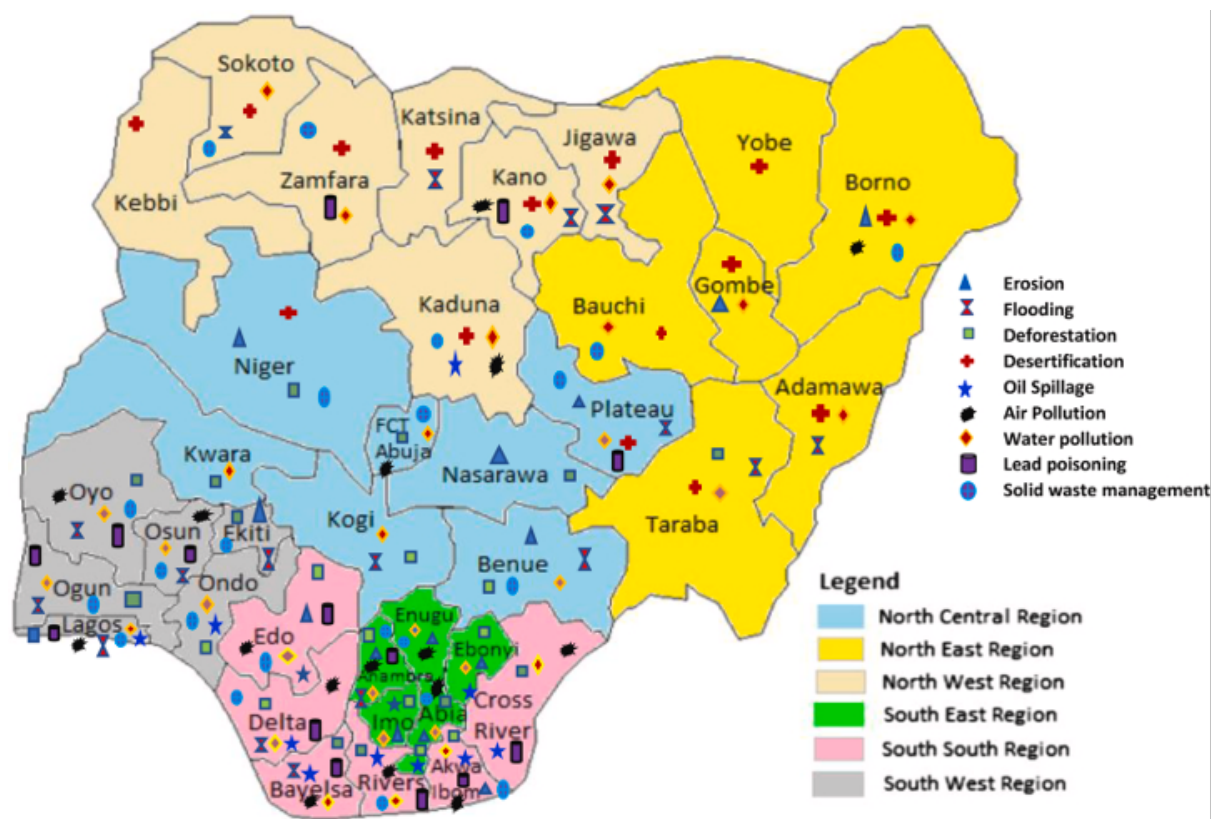 Sokoto
Katsina
Jigawa
Yobe
Zamfara
Kano
Borno
Kebbi
Kaduna
Bauchi
Gombe
Niger
Adamawa
FCT
Abuja
Plateau
Kwara
Nasarawa
Oyo
Osun
Ekiti
Kogi
Taraba
Benue
Ogun
Ondo
Lagos
Edo
Enugu
Ebonyi
Anambra
Cross
River
Delta
Imo
Abia
Bayelsa
Rivers
Akwa
Ibom
Erosion
Flooding
Deforestation
Desertification
Oil Spillage
Air Pollution
Water pollution
Lead poisoning
Solid waste management
Legend
North Central Region
North East Region
North West Region
South East Region
South South Region
South West Region